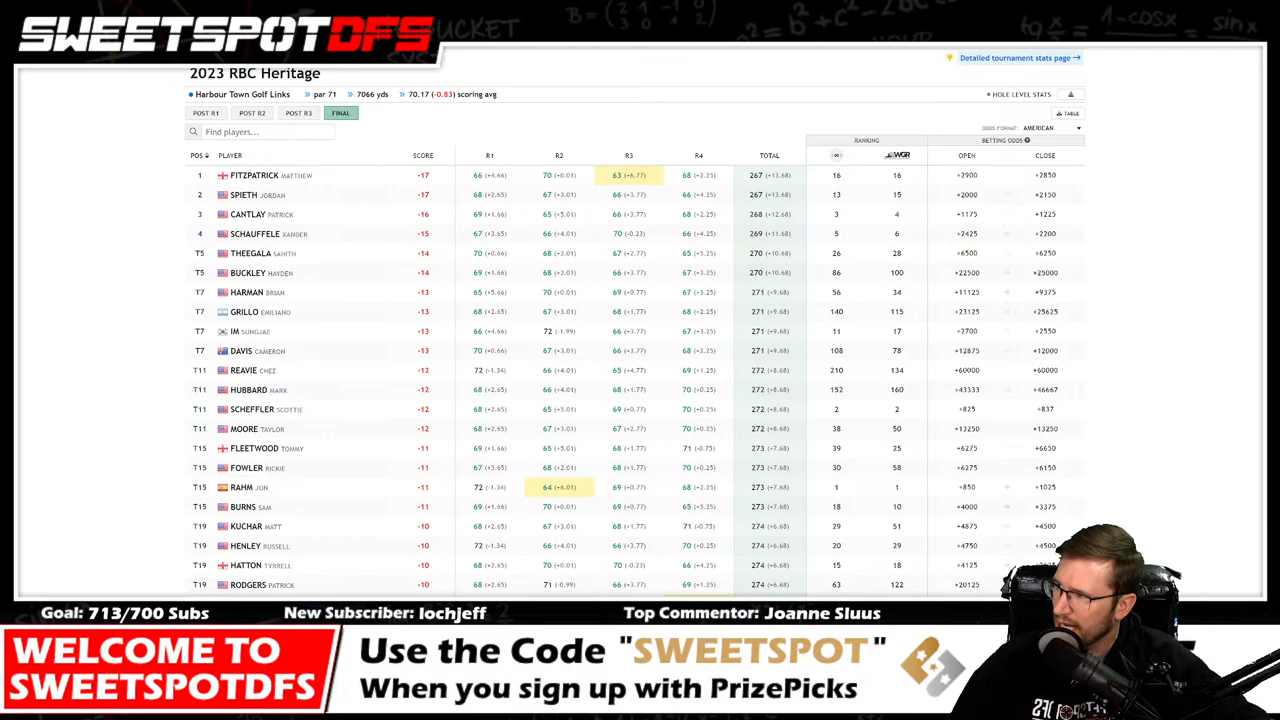 SWEETSPOTDFS
2023 RBC Heritage
Detailed tournament stats page →
Harbour Town Golf Links » par 71 » 7066 yds » 70.17 (-0.83) scoring avg
HOLE LEVEL STATS
POST R1 POST R2 POST R3 FINAL
TABLE
Find players...
ODDS FORMAT: AMERICAN
RANKING BETTING ODDS
POS PLAYER SCORE R1 R2 R3 R4 TOTAL WGR OPEN CLOSE
1 FITZPATRICK MATTHEW -17 66 (+4.66) 70 (+0.01) 63 (+6.77) 68 (+2.25) 267 (+13.68) 16 16 +2900 +2850
2 SPIETH JORDAN -17 68 (+2.65) 67 (+3.01) 66 (+3.77) 66 (+4.25) 267 (+13.68) 13 15 +2000 +2150
3 CANTLAY PATRICK -16 69 (+1.66) 65 (+5.01) 66 (+3.77) 68 (+2.25) 268 (+12.68) 3 4 +1175 +1225
4 SCHAUFFELE XANDER -15 67 (+3.65) 66 (+4.01) 70 (-0.23) 66 (+4.25) 269 (+11.68) 5 6 +2425 +2200
T5 THEEGALA SAHITH -14 70 (+0.66) 68 (+2.01) 67 (+2.77) 65 (+5.25) 270 (+10.68) 26 28 +6500 +6250
T5 BUCKLEY HAYDEN -14 69 (+1.66) 68 (+2.01) 66 (+3.77) 67 (+3.25) 270 (+10.68) 86 100 +22500 +25000
T7 HARMAN BRIAN -13 65 (+5.66) 70 (+0.01) 69 (+0.77) 67 (+3.25) 271 (+9.68) 56 34 +11125 +9375
T7 GRILLO EMILIANO -13 68 (+2.65) 67 (+3.01) 68 (+1.77) 68 (+2.25) 271 (+9.68) 140 115 +23125 +25625
T7 IM SUNGJAE -13 66 (+4.66) 72 (-1.99) 66 (+3.77) 67 (+3.25) 271 (+9.68) 11 17 +2700 +2550
T7 DAVIS CAMERON -13 70 (+0.66) 67 (+3.01) 66 (+3.77) 68 (+2.25) 271 (+9.68) 108 78 +12875 +12000
T11 REAVIE CHEZ -12 72 (-1.34) 66 (+4.01) 65 (+4.77) 69 (+1.25) 272 (+8.68) 210 134 +60000 +60000
T11 HUBBARD MARK -12 68 (+2.65) 66 (+4.01) 68 (+1.77) 70 (+0.25) 272 (+8.68) 152 160 +43333 +46667
T11 SCHEFFLER SCOTTIE -12 68 (+2.65) 65 (+5.01) 69 (+0.77) 70 (+0.25) 272 (+8.68) 2 2 +825 +837
T11 MOORE TAYLOR -12 68 (+2.65) 67 (+3.01) 67 (+2.77) 70 (+0.25) 272 (+8.68) 38 50 +13250 +13250
T15 FLEETWOOD TOMMY -11 69 (+1.66) 65 (+5.01) 68 (+1.77) 71 (-0.75) 273 (+7.68) 39 25 +6275 +6650
T15 FOWLER RICKIE -11 67 (+3.65) 68 (+2.01) 68 (+1.77) 70 (+0.25) 273 (+7.68) 30 58 +6275 +6150
T15 RAHM JON -11 72 (-1.34) 64 (+6.01) 69 (+0.77) 68 (+2.25) 273 (+7.68) 1 1 +850 +1025
T15 BURNS SAM -11 69 (+1.66) 70 (+0.01) 69 (+0.77) 65 (+5.25) 273 (+7.68) 18 10 +4000 +3375
T19 KUCHAR MATT -10 68 (+2.65) 67 (+3.01) 68 (+1.77) 71 (-0.75) 274 (+6.68) 29 51 +4875 +4500
T19 HENLEY RUSSELL -10 72 (-1.34) 66 (+4.01) 66 (+3.77) 70 (+0.25) 274 (+6.68) 20 29 +4750 +4500
T19 HATTON TYRRELL -10 68 (+2.65) 70 (+0.01) 70 (-0.23) 66 (+4.25) 274 (+6.68) 15 18 +4125
T19 RODGERS PATRICK -10 68 (+2.65) 71 (-0.99) 66 (+3.77) 69 (+1.25) 274 (+6.68) 63 122 +20125
Goal: 713/700 Subs New Subscriber: lochjeff Top Commentor: Joanne Sluus
WELCOME TO
SWEETSPOTDFS
Use the Code "SWEETSPOT"
When you sign up with PrizePicks